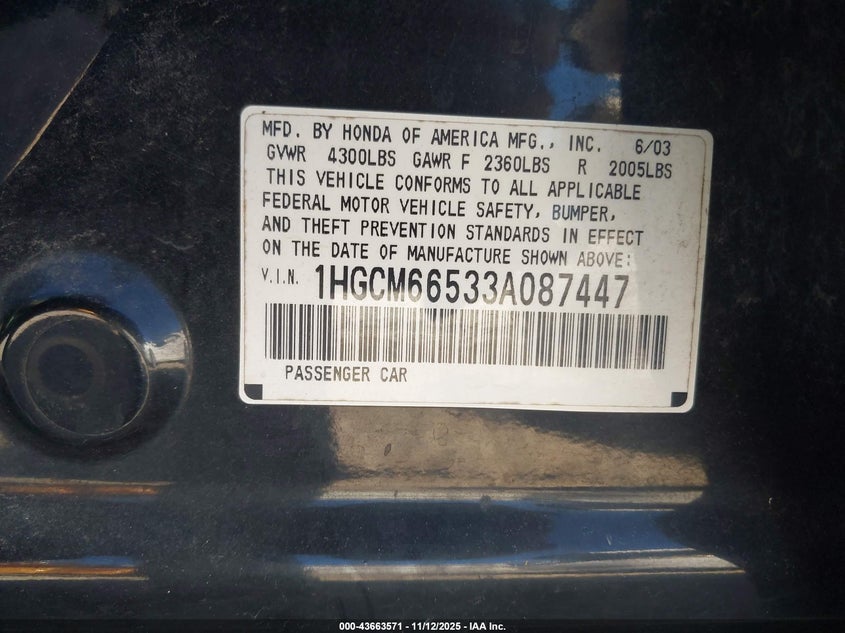 MFD. BY HONDA OF AMERICA MFG., INC. 6/03
GVWR 4300LBS GAWR F 2360LBS R 2005LBS
THIS VEHICLE CONFORMS TO ALL APPLICABLE
FEDERAL MOTOR VEHICLE SAFETY, BUMPER,
AND THEFT PREVENTION STANDARDS IN EFFECT
ON THE DATE OF MANUFACTURE SHOWN ABOVE:
V.I.N. 1HGCM66533A087447
PASSENGER CAR
000-43663571 - 11/12/2025 - IAA Inc.